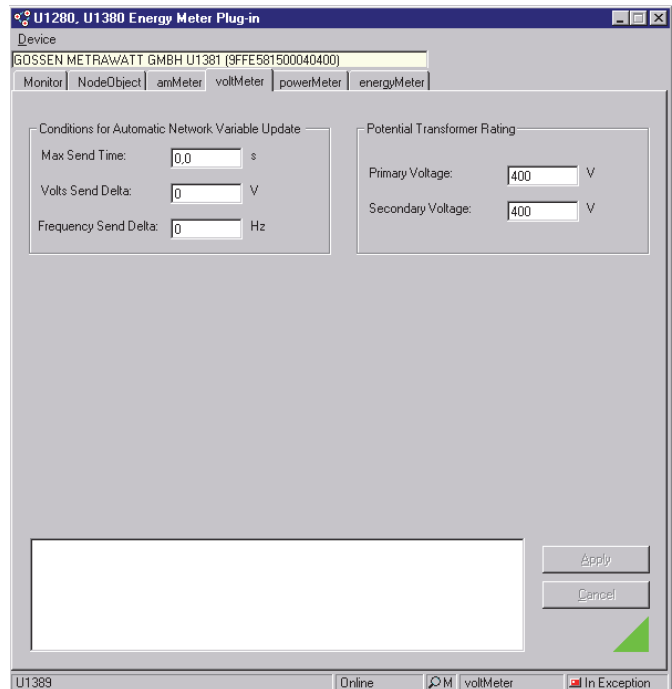 U1280, U1380 Energy Meter Plug-in
Device
GOSSEN METRAWATT GMBH U1381 (9FFE581500040400)
Monitor NodeObject amMeter voltMeter powerMeter energyMeter
Conditions for Automatic Network Variable Update
Max Send Time: 0,0 s
Volts Send Delta: 0 V
Frequency Send Delta: 0 Hz
Potential Transformer Rating
Primary Voltage: 400 V
Secondary Voltage: 400 V
Apply
Cancel
U1389 Online M voltMeter In Exception